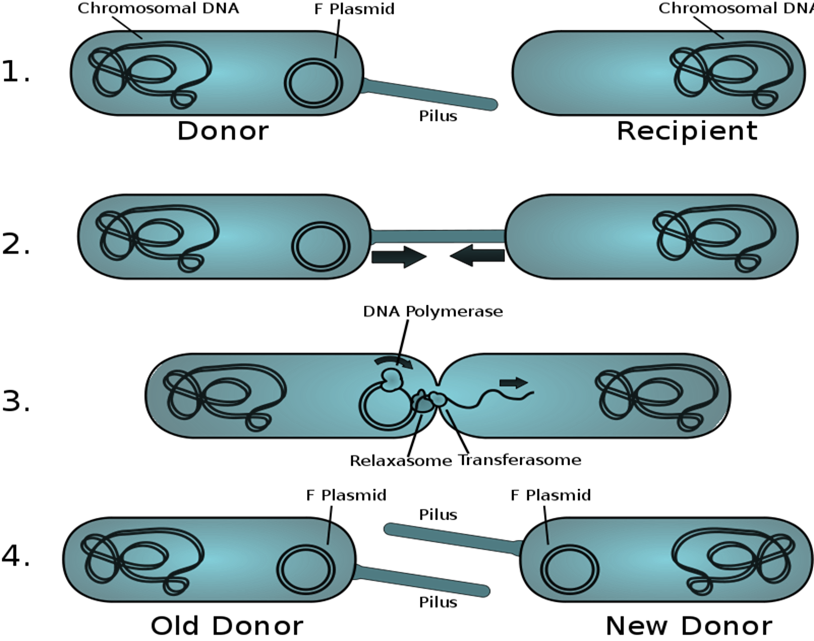 Chromosomal DNA
F Plasmid
Chromosomal DNA
1.
Pilus
Donor
Recipient
2.
DNA Polymerase
3.
Relaxasome
Transferasome
F Plasmid
F Plasmid
Pilus
4.
Pilus
Old Donor
New Donor